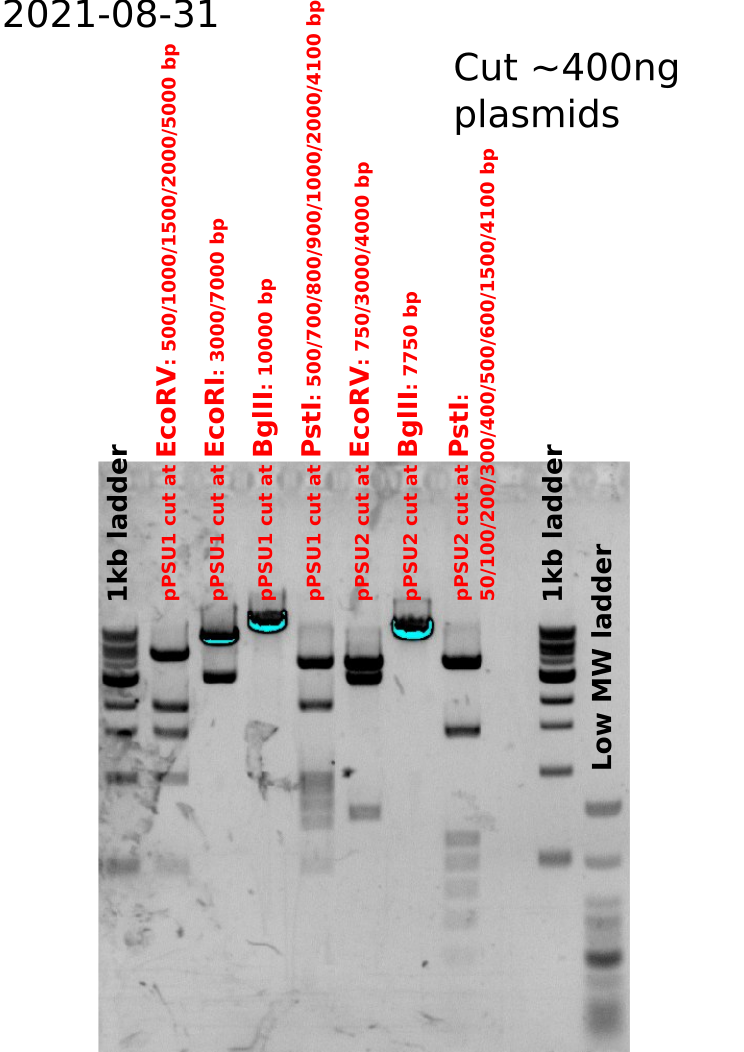 2021-08-31
Cut ~400ng
plasmids
1kb ladder
pPSU1 cut at EcoRV: 500/1000/1500/2000/5000 bp
pPSU1 cut at EcoRI: 3000/7000 bp
pPSU1 cut at BglII: 10000 bp
pPSU1 cut at PstI: 500/700/800/900/1000/2000/4100 bp
pPSU2 cut at EcoRV: 750/3000/4000 bp
pPSU2 cut at BglII: 7750 bp
pPSU2 cut at PstI:
50/100/200/300/400/500/600/1500/4100 bp
1kb ladder
Low MW ladder